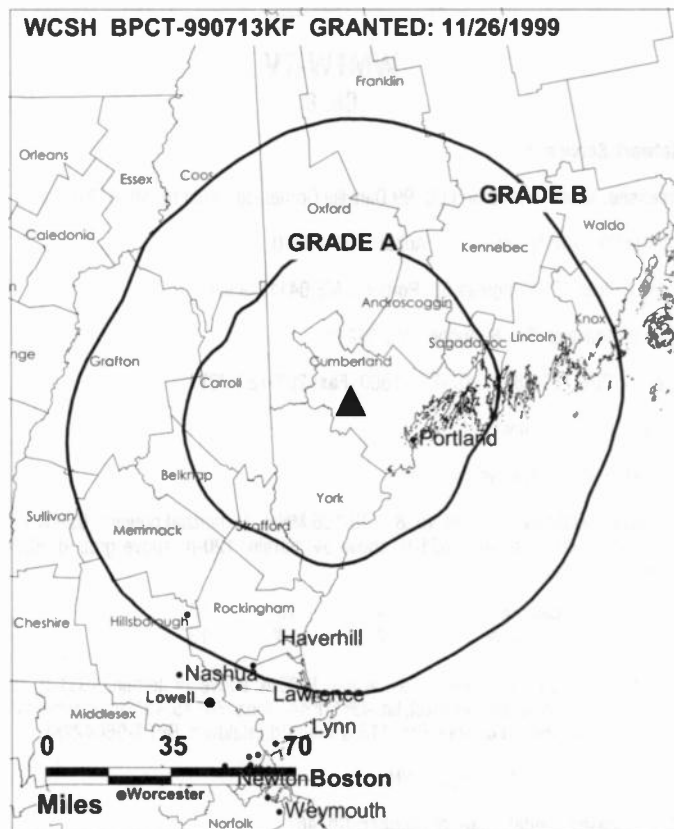 WCSH BPCT-990713KF GRANTED: 11/26/1999
Franklin
Orleans
Essex
Coos
GRADE B
Oxford
Waldo
Caledonia
GRADE A
Kennebec
Androscoggin
Knox
Lincoln
Sagadahoc
nge
Grafton
Cumberland
Carroll
Portland
Belknap
York
Sullivan
Merrimack
Strafford
Rockingham
Cheshire
Hillsborough
Haverhill
Nashua
Lowell
Lawrence
Middlesex
Lynn
0 35 70
Newton Boston
Miles
Worcester
Weymouth
Norfolk